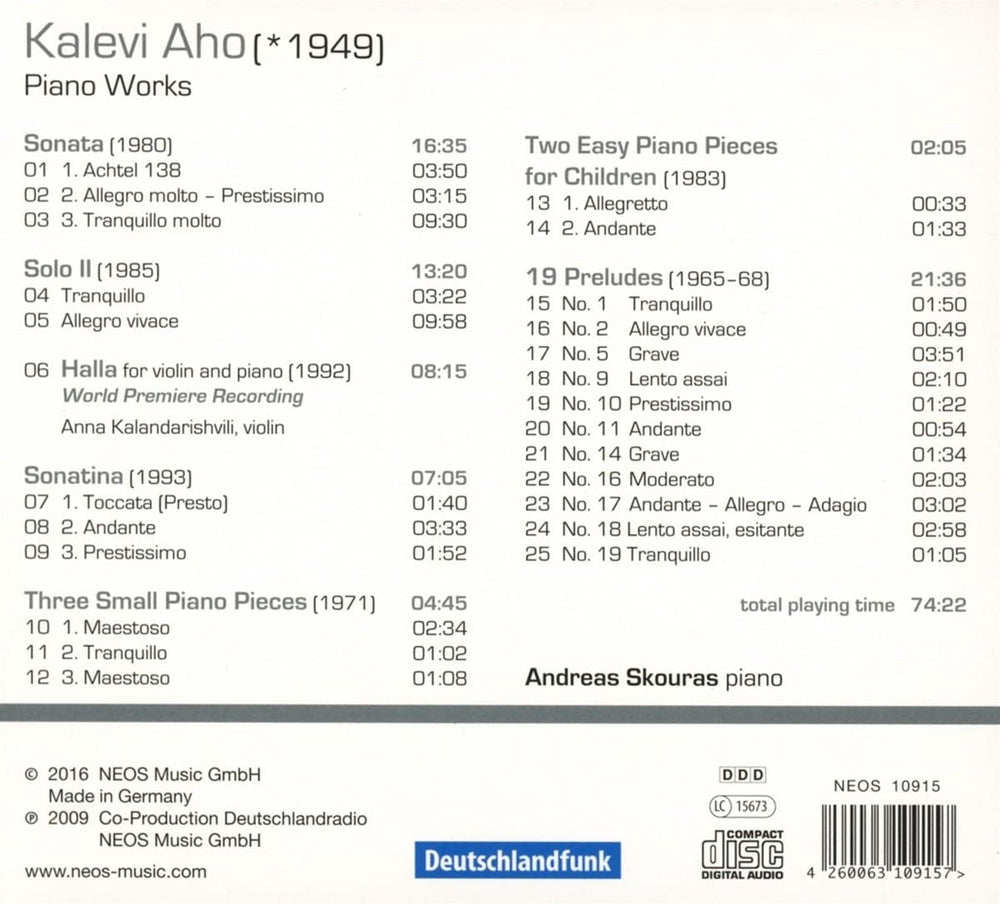 Kalevi Aho (* 1949)
Piano Works
Sonata (1980) 16:35
01 1. Achtel 138 03:50
02 2. Allegro molto – Prestissimo 03:15
03 3. Tranquillo molto 09:30
Solo II (1985) 13:20
04 Tranquillo 03:22
05 Allegro vivace 09:58
06 Halla for violin and piano (1992) 08:15
World Premiere Recording
Anna Kalandarishvili, violin
Sonatina (1993) 07:05
07 1. Toccata (Presto) 01:40
08 2. Andante 03:33
09 3. Prestissimo 01:52
Three Small Piano Pieces (1971) 04:45
10 1. Maestoso 02:34
11 2. Tranquillo 01:02
12 3. Maestoso 01:08
Two Easy Piano Pieces 02:05
for Children (1983)
13 1. Allegretto 00:33
14 2. Andante 01:33
19 Preludes (1965–68) 21:36
15 No. 1 Tranquillo 01:50
16 No. 2 Allegro vivace 00:49
17 No. 5 Grave 03:51
18 No. 9 Lento assai 02:10
19 No. 10 Prestissimo 01:22
20 No. 11 Andante 00:54
21 No. 14 Grave 01:34
22 No. 16 Moderato 02:03
23 No. 17 Andante – Allegro – Adagio 03:02
24 No. 18 Lento assai, esitante 02:58
25 No. 19 Tranquillo 01:05
total playing time 74:22
Andreas Skouras piano
© 2016 NEOS Music GmbH
Made in Germany
℗ 2009 Co-Production Deutschlandradio
NEOS Music GmbH
www.neos-music.com
Deutschlandfunk
DDD
LC 15673
COMPACT
disc
DIGITAL AUDIO
NEOS 10915
4 260063 109157 >